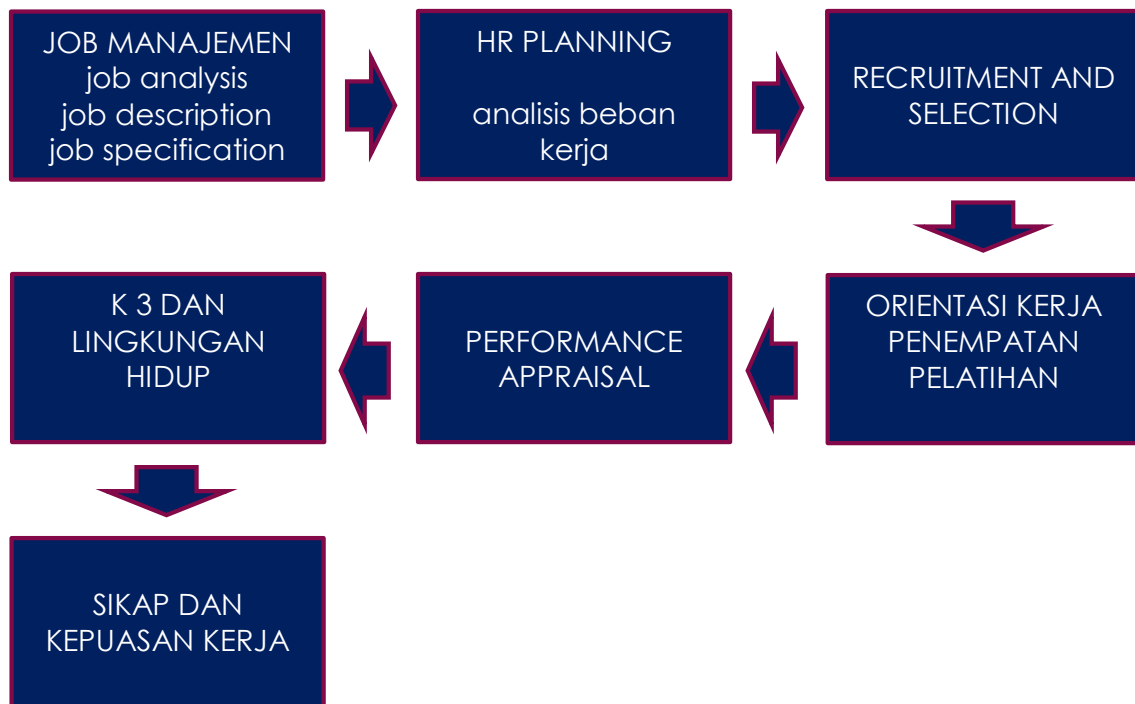 JOB MANAJEMEN
job analysis
job description
job specification
HR PLANNING
analisis beban
kerja
RECRUITMENT AND
SELECTION
ORIENTASI KERJA
PENEMPATAN
PELATIHAN
PERFORMANCE
APPRAISAL
K 3 DAN
LINGKUNGAN
HIDUP
SIKAP DAN
KEPUASAN KERJA